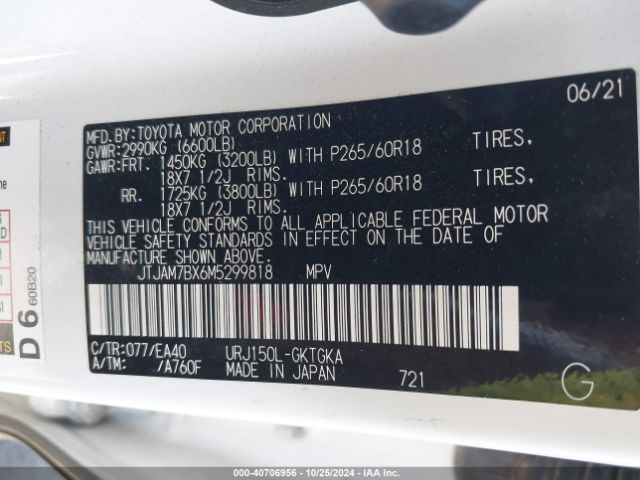 06/21
MFD.BY:TOYOTA MOTOR CORPORATION
GVWR:2990KG (6600LB)
GAWR:FRT. 1450KG (3200LB) WITH P265/60R18 TIRES,
18X7 1/2J RIMS.
RR. 1725KG (3800LB) WITH P265/60R18 TIRES,
18X7 1/2J RIMS.
THIS VEHICLE CONFORMS TO ALL APPLICABLE FEDERAL MOTOR
VEHICLE SAFETY STANDARDS IN EFFECT ON THE DATE OF
MANUFACTURE SHOWN ABOVE.
JTJAM7BX6M5299818 MPV
C/TR:077/EA40 URJ150L-GKTGKA
A/TM: /A760F MADE IN JAPAN 721
G
D 6 60B20
000-40706956 • 10/25/2024 • IAA Inc.